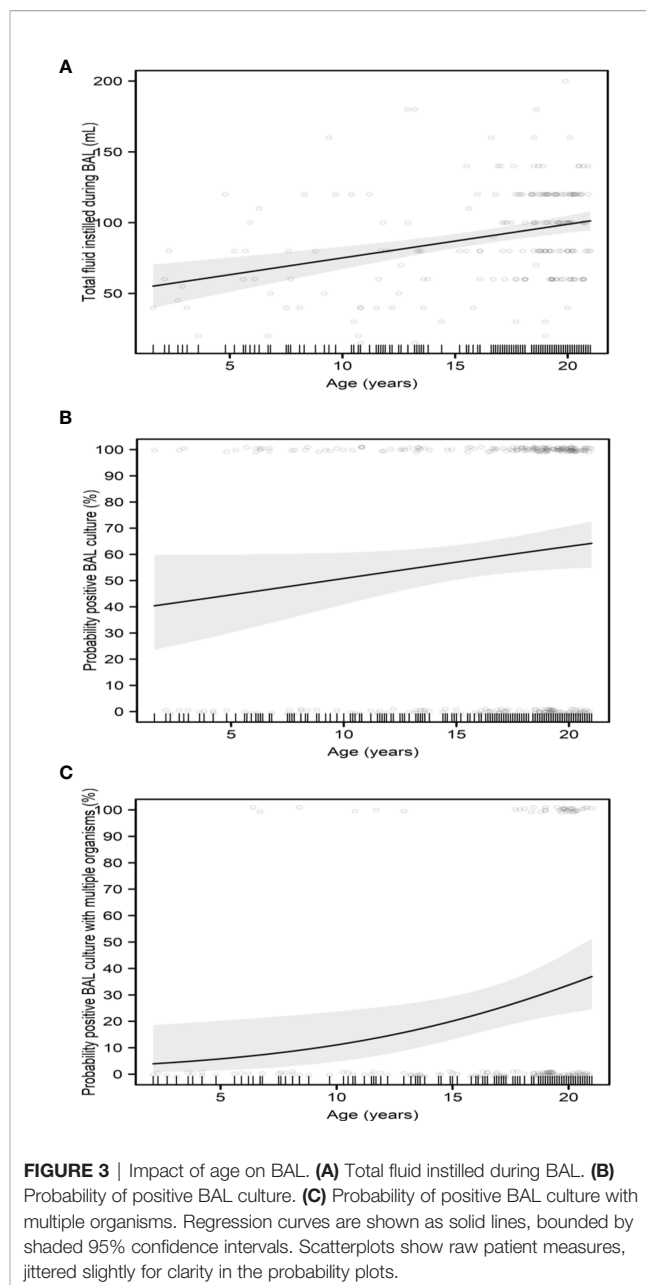 A
Total fluid instilled during BAL (mL)
200
150
100
50
5 10 15 20
Age (years)
B
Probability positive BAL culture (%)
100
90
80
70
60
50
40
30
20
10
0
5 10 15 20
Age (years)
C
Probability positive BAL culture with multiple organisms (%)
100
90
80
70
60
50
40
30
20
10
0
5 10 15 20
Age (years)
FIGURE 3 | Impact of age on BAL. (A) Total fluid instilled during BAL. (B)
Probability of positive BAL culture. (C) Probability of positive BAL culture with
multiple organisms. Regression curves are shown as solid lines, bounded by
shaded 95% confidence intervals. Scatterplots show raw patient measures,
jittered slightly for clarity in the probability plots.